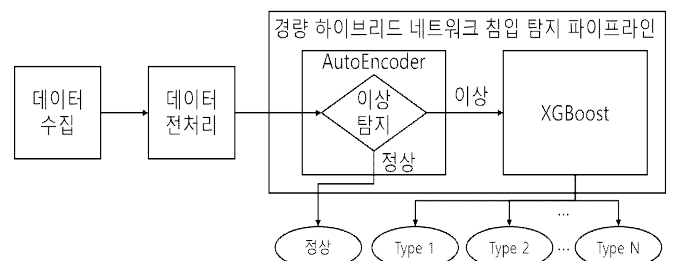 경량 하이브리드 네트워크 침입 탐지 파이프라인
AutoEncoder
데이터
수집
데이터
전처리
이상
탐지
이상
XGBoost
정상
...
정상
Type 1
Type 2
...
Type N